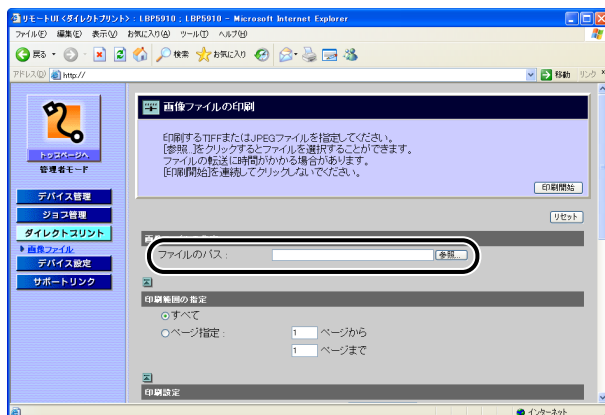 リモートUI <ダイレクトプリント> : LBP5910 ; LBP5910 - Microsoft Internet Explorer
ファイル(F) 編集(E) 表示(V) お気に入り(A) ツール(T) ヘルプ(H)
戻る 検索 お気に入り
アドレス(D) http:// 移動 リンク
画像ファイルの印刷
印刷するTIFFまたはJPEGファイルを指定してください。
[参照...]をクリックするとファイルを選択することができます。
ファイルの転送に時間がかかる場合があります。
[印刷開始]を連続してクリックしないでください。
印刷開始
リセット
トップページへ
管理者モード
デバイス管理
ジョブ管理
ダイレクトプリント
画像ファイル
デバイス設定
サポートリンク
ファイルのパス : 参照...
印刷範囲の指定
すべて
ページ指定 : 1 ページから
1 ページまで
印刷設定
インターネット